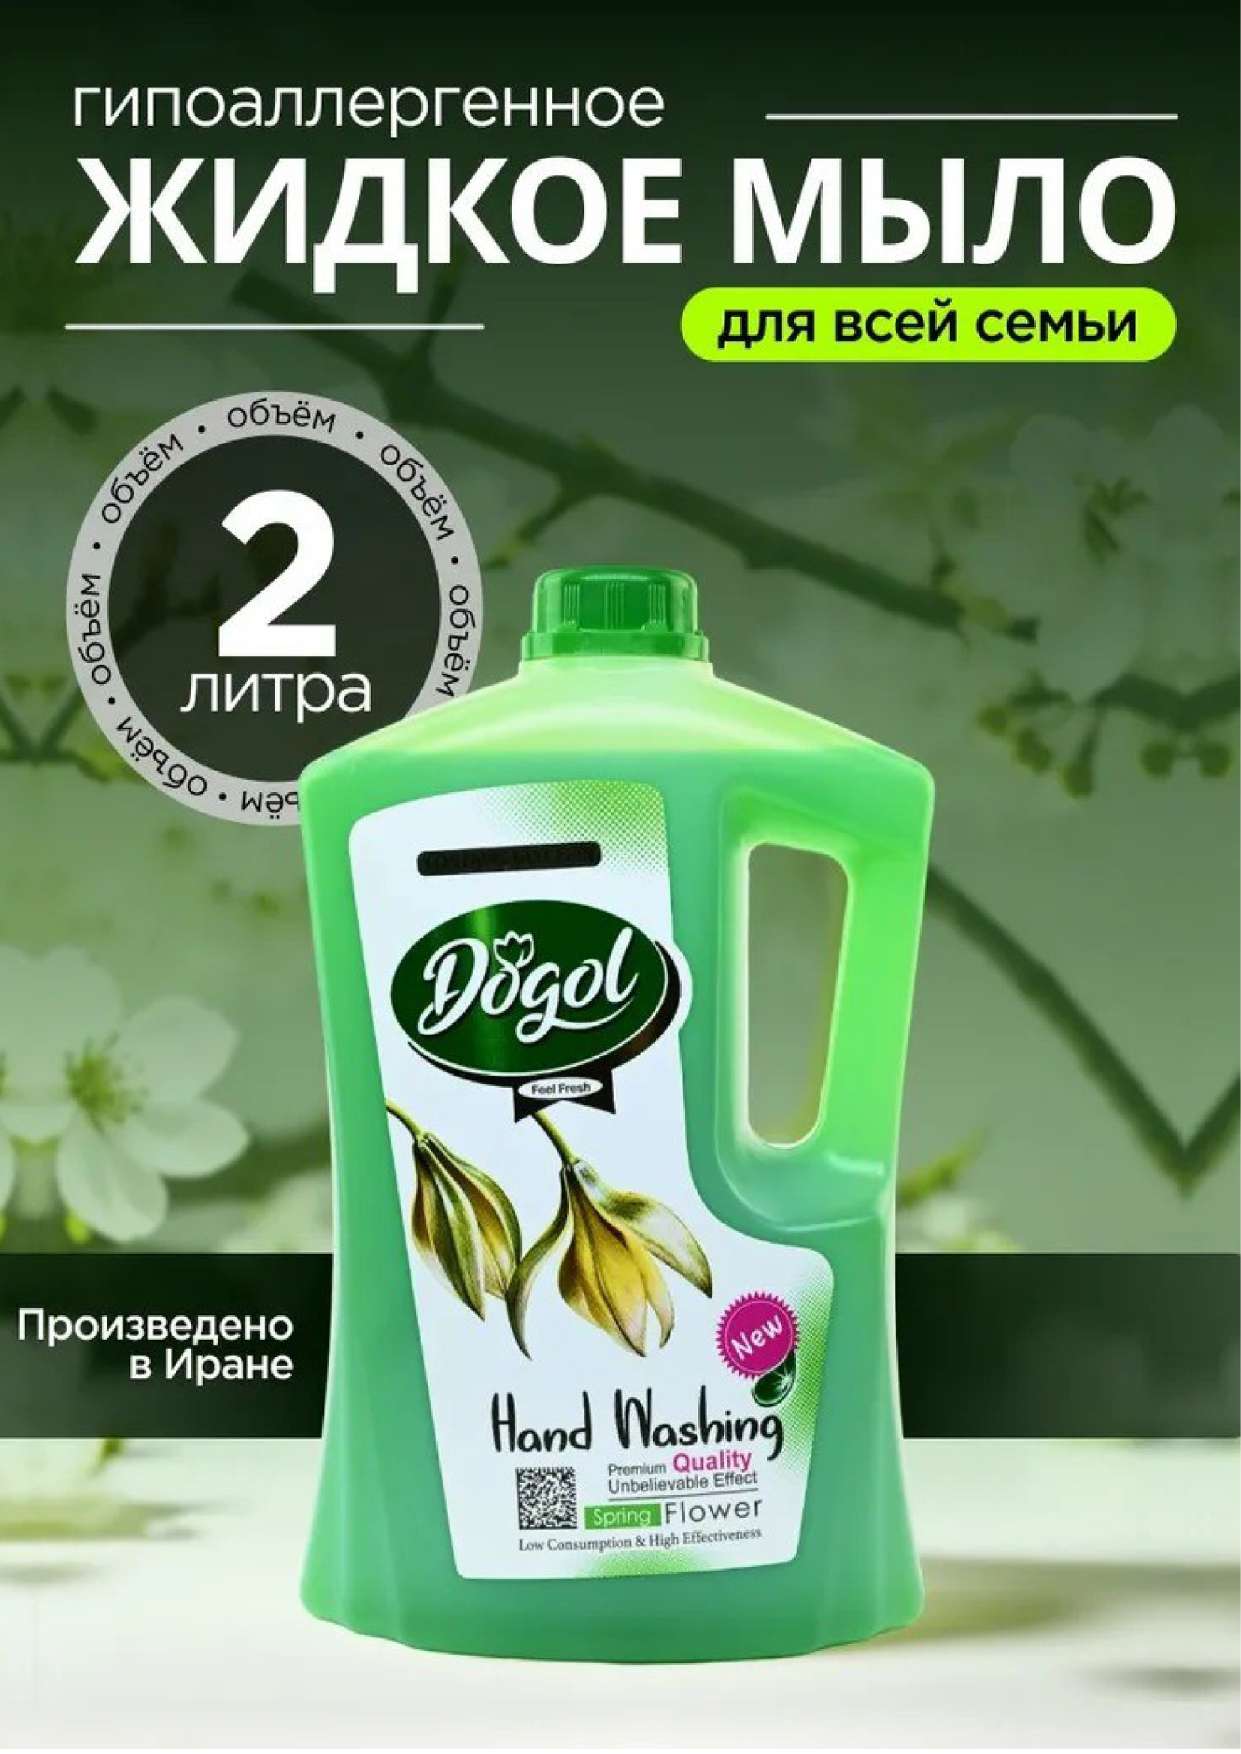 гипоаллергенное
ЖИДКОЕ МЫЛО
для всей семьи
объём • объём • объём • объём • объём • объём • объём
2
литра
Dogol
Feel Fresh
Произведено
в Иране
New
Hand Washing
Premium Quality
Unbelievable Effect
Spring Flower
Low Consumption & High Effectiveness